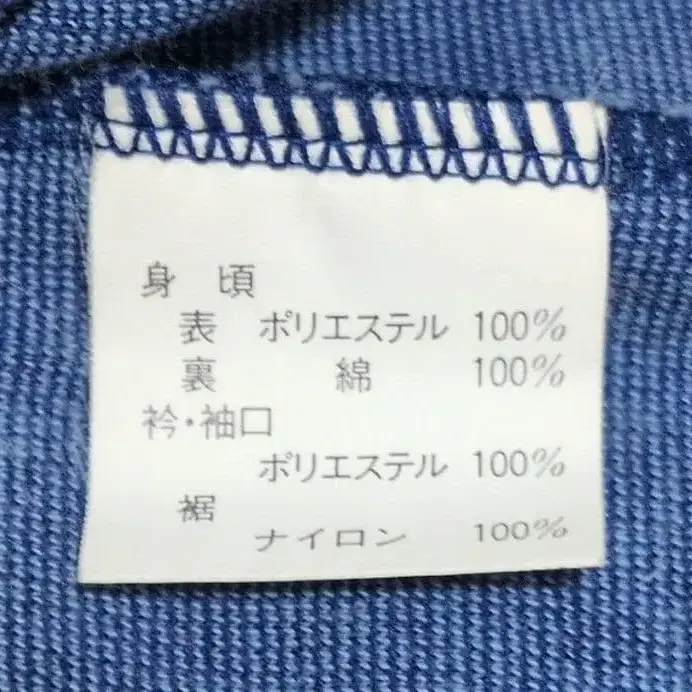 身 頃
表 ポリエステル 100%
裏 綿 100%
衿・袖口
ポリエステル 100%
裾
ナイロン 100%